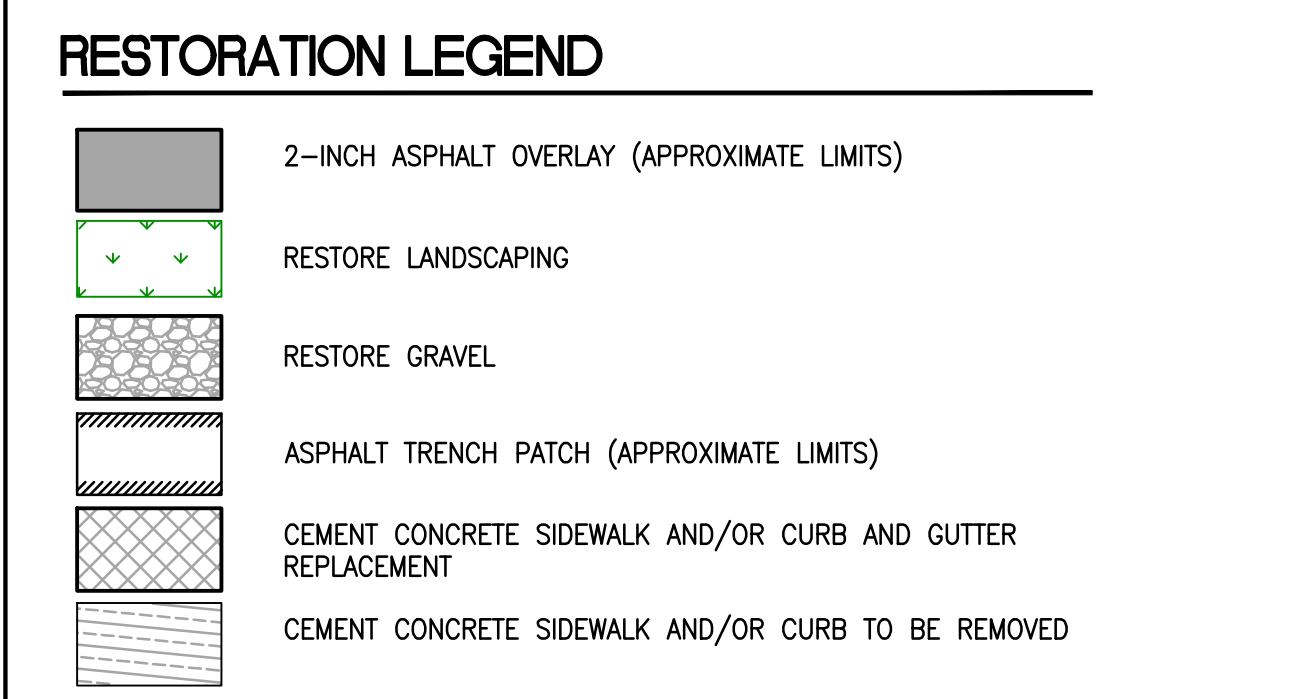 RESTORATION LEGEND
2-INCH ASPHALT OVERLAY (APPROXIMATE LIMITS)
RESTORE LANDSCAPING
RESTORE GRAVEL
ASPHALT TRENCH PATCH (APPROXIMATE LIMITS)
CEMENT CONCRETE SIDEWALK AND/OR CURB AND GUTTER
REPLACEMENT
CEMENT CONCRETE SIDEWALK AND/OR CURB TO BE REMOVED